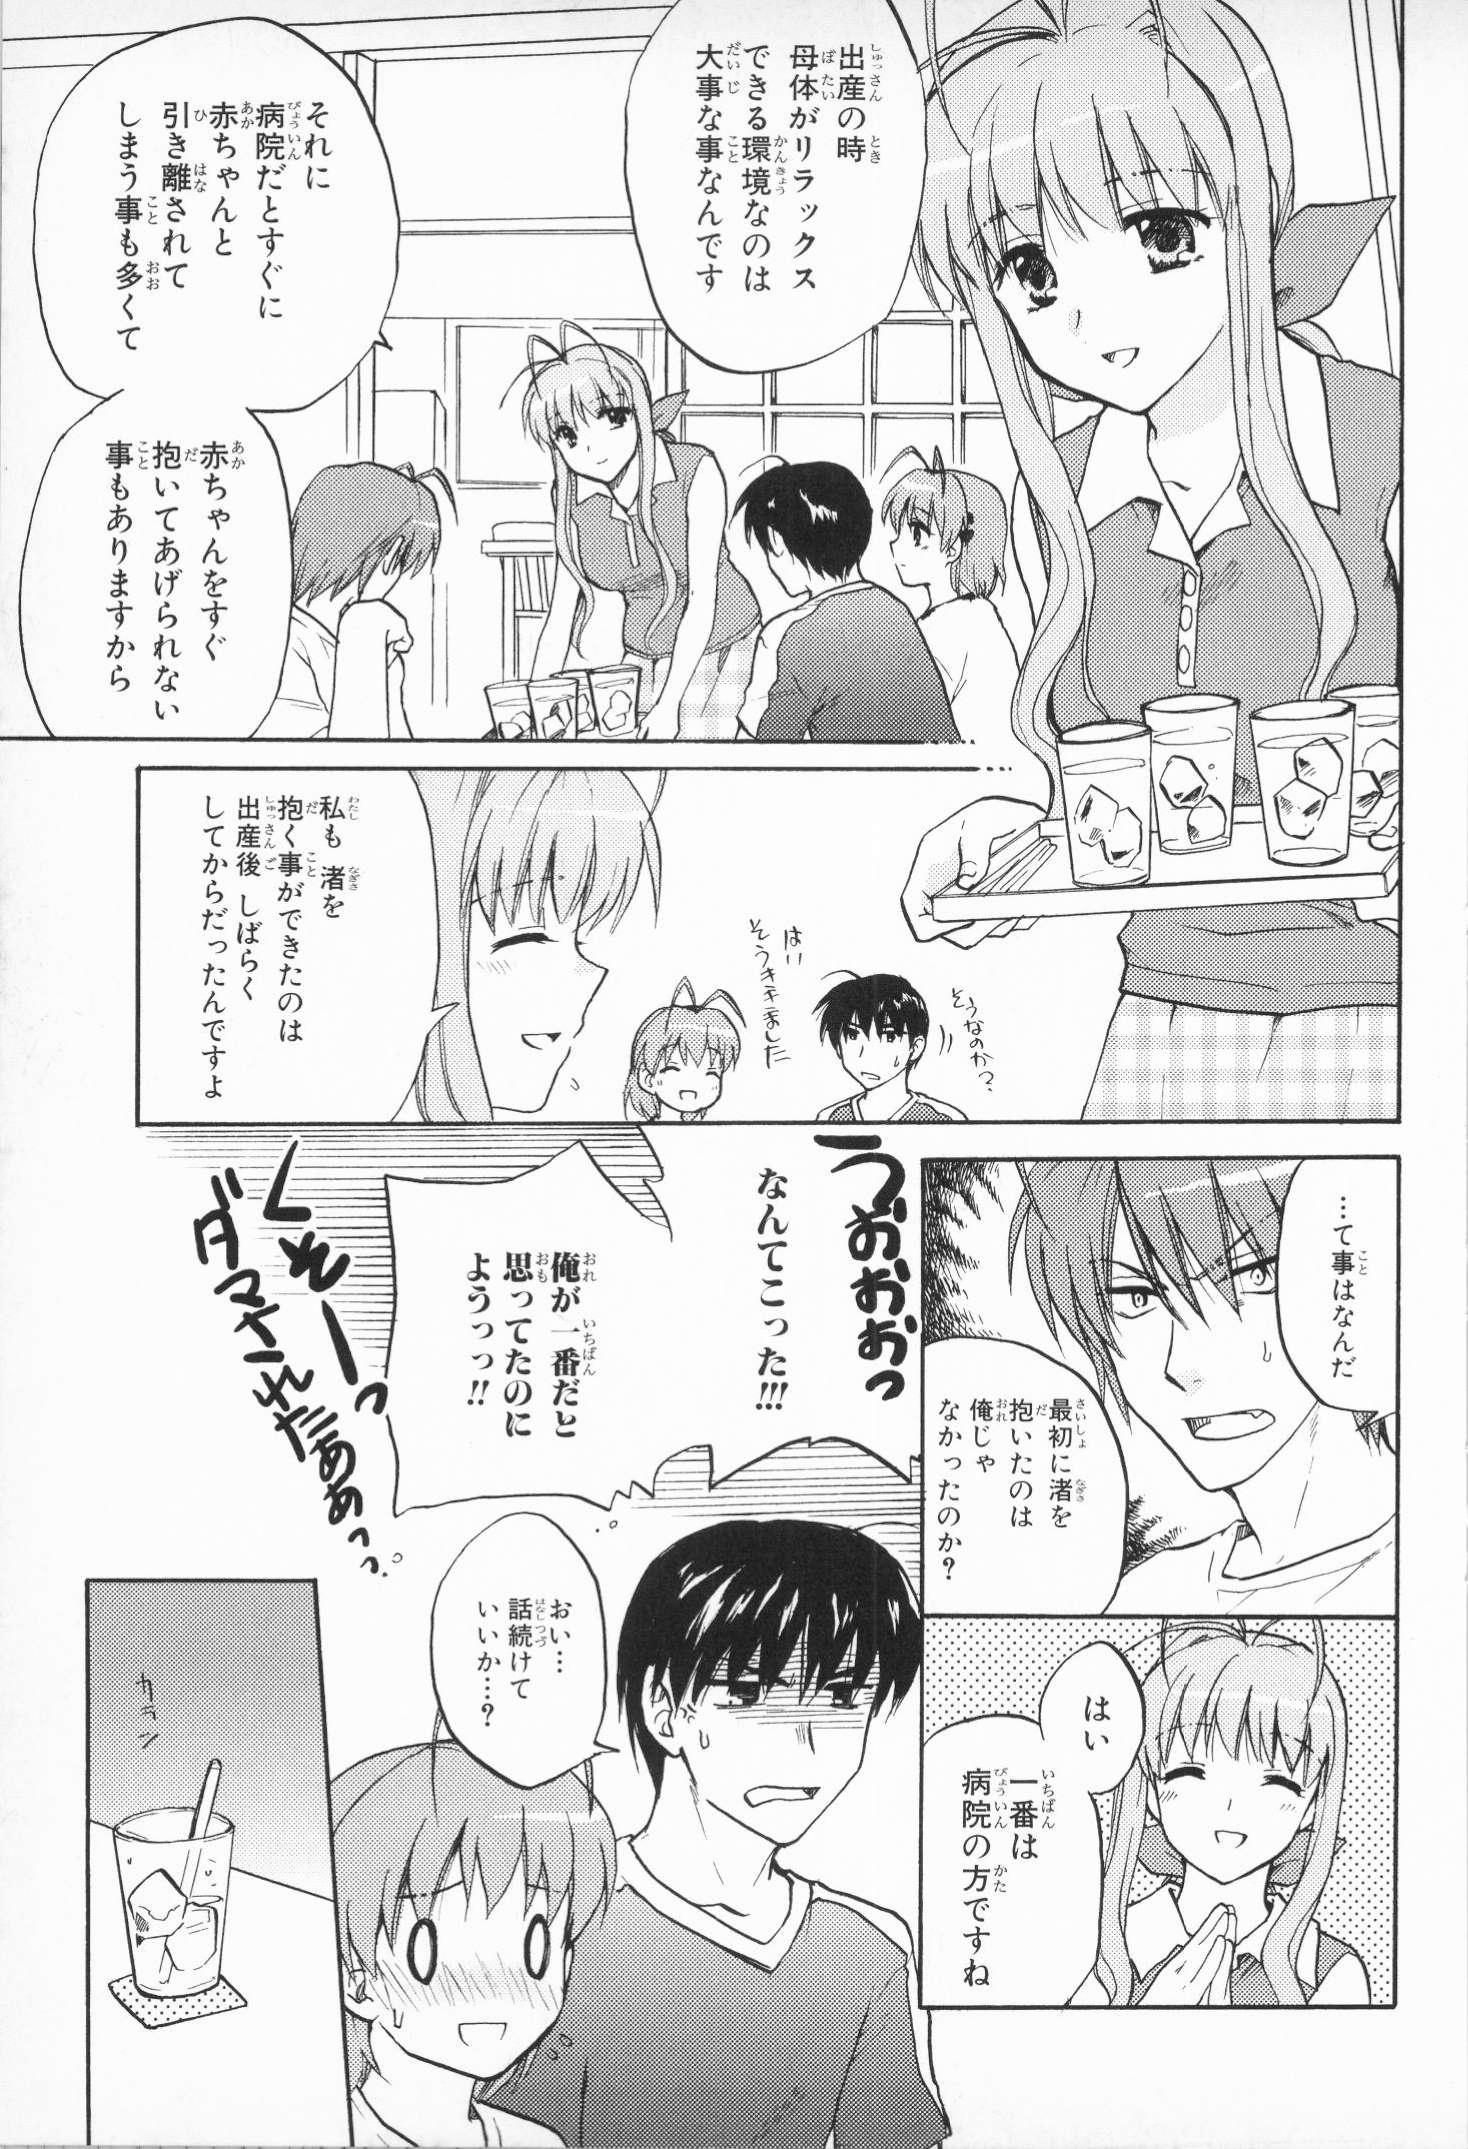 出産の時
母体がリラックス
できる環境なのは
大事な事なんです
それに
病院だとすぐに
赤ちゃんと
引き離されて
しまう事も多くて
赤ちゃんをすぐ
抱いてあげられない
事もありますから
そうなのか?
はい
そうききました
私も 渚を
抱く事ができたのは
出産後 しばらく
してからだったんですよ
…て事はなんだ
最初に渚を
抱いたのは
俺じゃ
なかったのか?
はい
一番は
病院の方ですね
うおおおっ
なんてこった!!!
俺が一番だと
思ってたのに
ようっっ!!
くそーっ
ダマされたあああっっ
おい…
話続けて
いいか…?
カラン